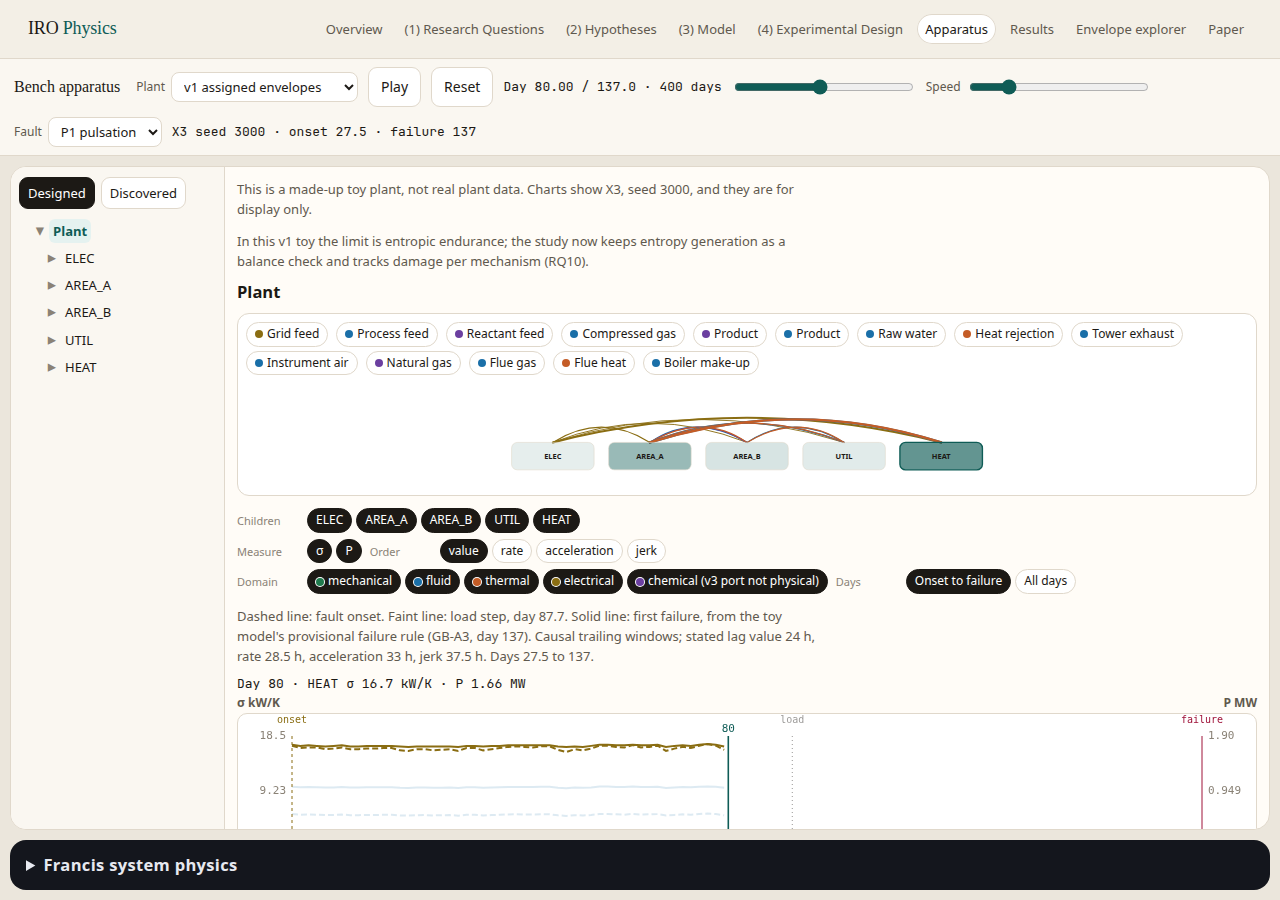 IRO Physics
Overview
(1) Research Questions
(2) Hypotheses
(3) Model
(4) Experimental Design
Apparatus
Results
Envelope explorer
Paper
Bench apparatus
Plant
v1 assigned envelopes
Play
Reset
Day 80.00 / 137.0 · 400 days
Speed
Fault
P1 pulsation
X3 seed 3000 · onset 27.5 · failure 137
Designed
Discovered
▼ Plant
▶ ELEC
▶ AREA_A
▶ AREA_B
▶ UTIL
▶ HEAT
This is a made-up toy plant, not real plant data. Charts show X3, seed 3000, and they are for
display only.
In this v1 toy the limit is entropic endurance; the study now keeps entropy generation as a
balance check and tracks damage per mechanism (RQ10).
Plant
Grid feed
Process feed
Reactant feed
Compressed gas
Product
Product
Raw water
Heat rejection
Tower exhaust
Instrument air
Natural gas
Flue gas
Flue heat
Boiler make-up
ELEC
AREA_A
AREA_B
UTIL
HEAT
Children
ELEC
AREA_A
AREA_B
UTIL
HEAT
Measure
σ
P
Order
value
rate
acceleration
jerk
Domain
mechanical
fluid
thermal
electrical
chemical (v3 port not physical)
Days
Onset to failure
All days
Dashed line: fault onset. Faint line: load step, day 87.7. Solid line: first failure, from the toy
model's provisional failure rule (GB-A3, day 137). Causal trailing windows; stated lag value 24 h,
rate 28.5 h, acceleration 33 h, jerk 37.5 h. Days 27.5 to 137.
Day 80 · HEAT σ 16.7 kW/K · P 1.66 MW
σ kW/K
P MW
onset
load
failure
80
18.5
1.90
9.23
0.949
▶ Francis system physics